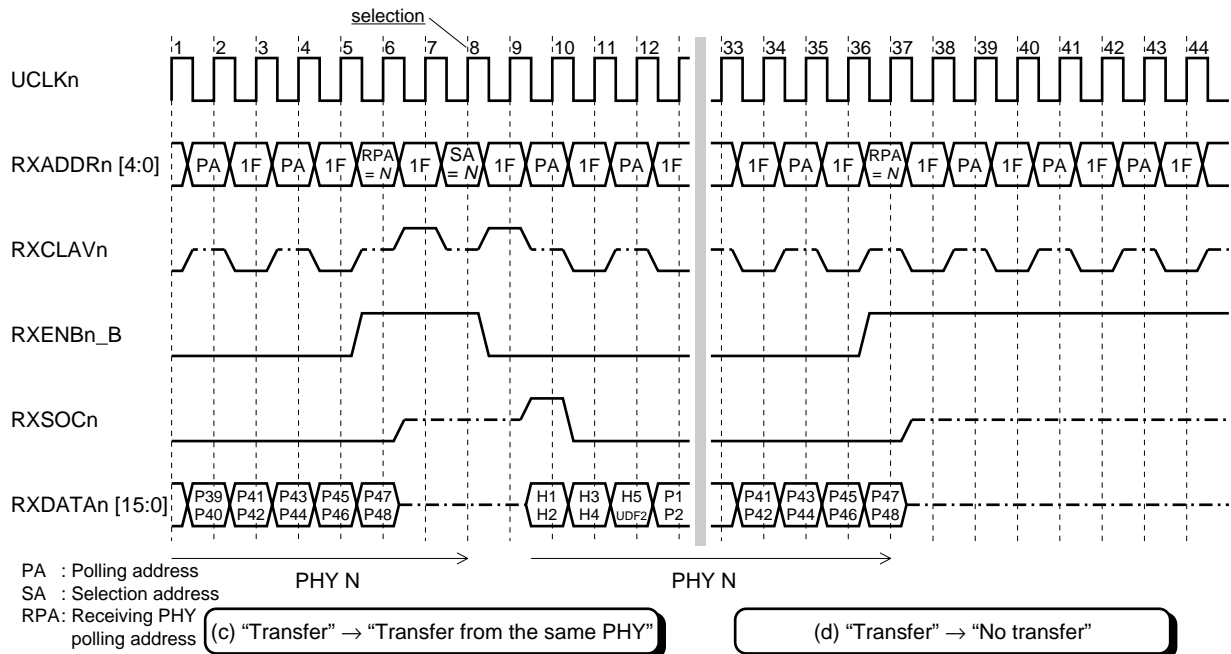 selection
1 2 3 4 5 6 7 8 9 10 11 12 33 34 35 36 37 38 39 40 41 42 43 44
UCLKn
RXADDRn [4:0] PA 1F PA 1F RPA = N 1F SA = N 1F PA 1F PA 1F 1F PA 1F RPA = N 1F PA 1F PA 1F PA 1F
RXCLAVn
RXENBn_B
RXSOCn
RXDATAn [15:0]
P39 P41 P43 P45 P47 H1 H3 H5 P1 P41 P43 P45 P47
P40 P42 P44 P46 P48 H2 H4 UDF2 P2 P42 P44 P46 P48
PHY N PHY N
PA : Polling address
SA : Selection address
RPA: Receiving PHY
polling address
(c) “Transfer” → “Transfer from the same PHY”
(d) “Transfer” → “No transfer”